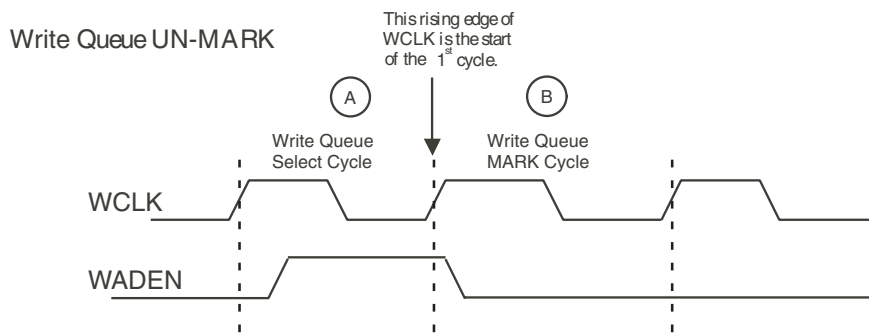 Write Queue UN-MARK
This rising edge of
WCLK is the start
of the 1st cycle.
A
B
Write Queue
Select Cycle
Write Queue
MARK Cycle
WCLK
WADEN